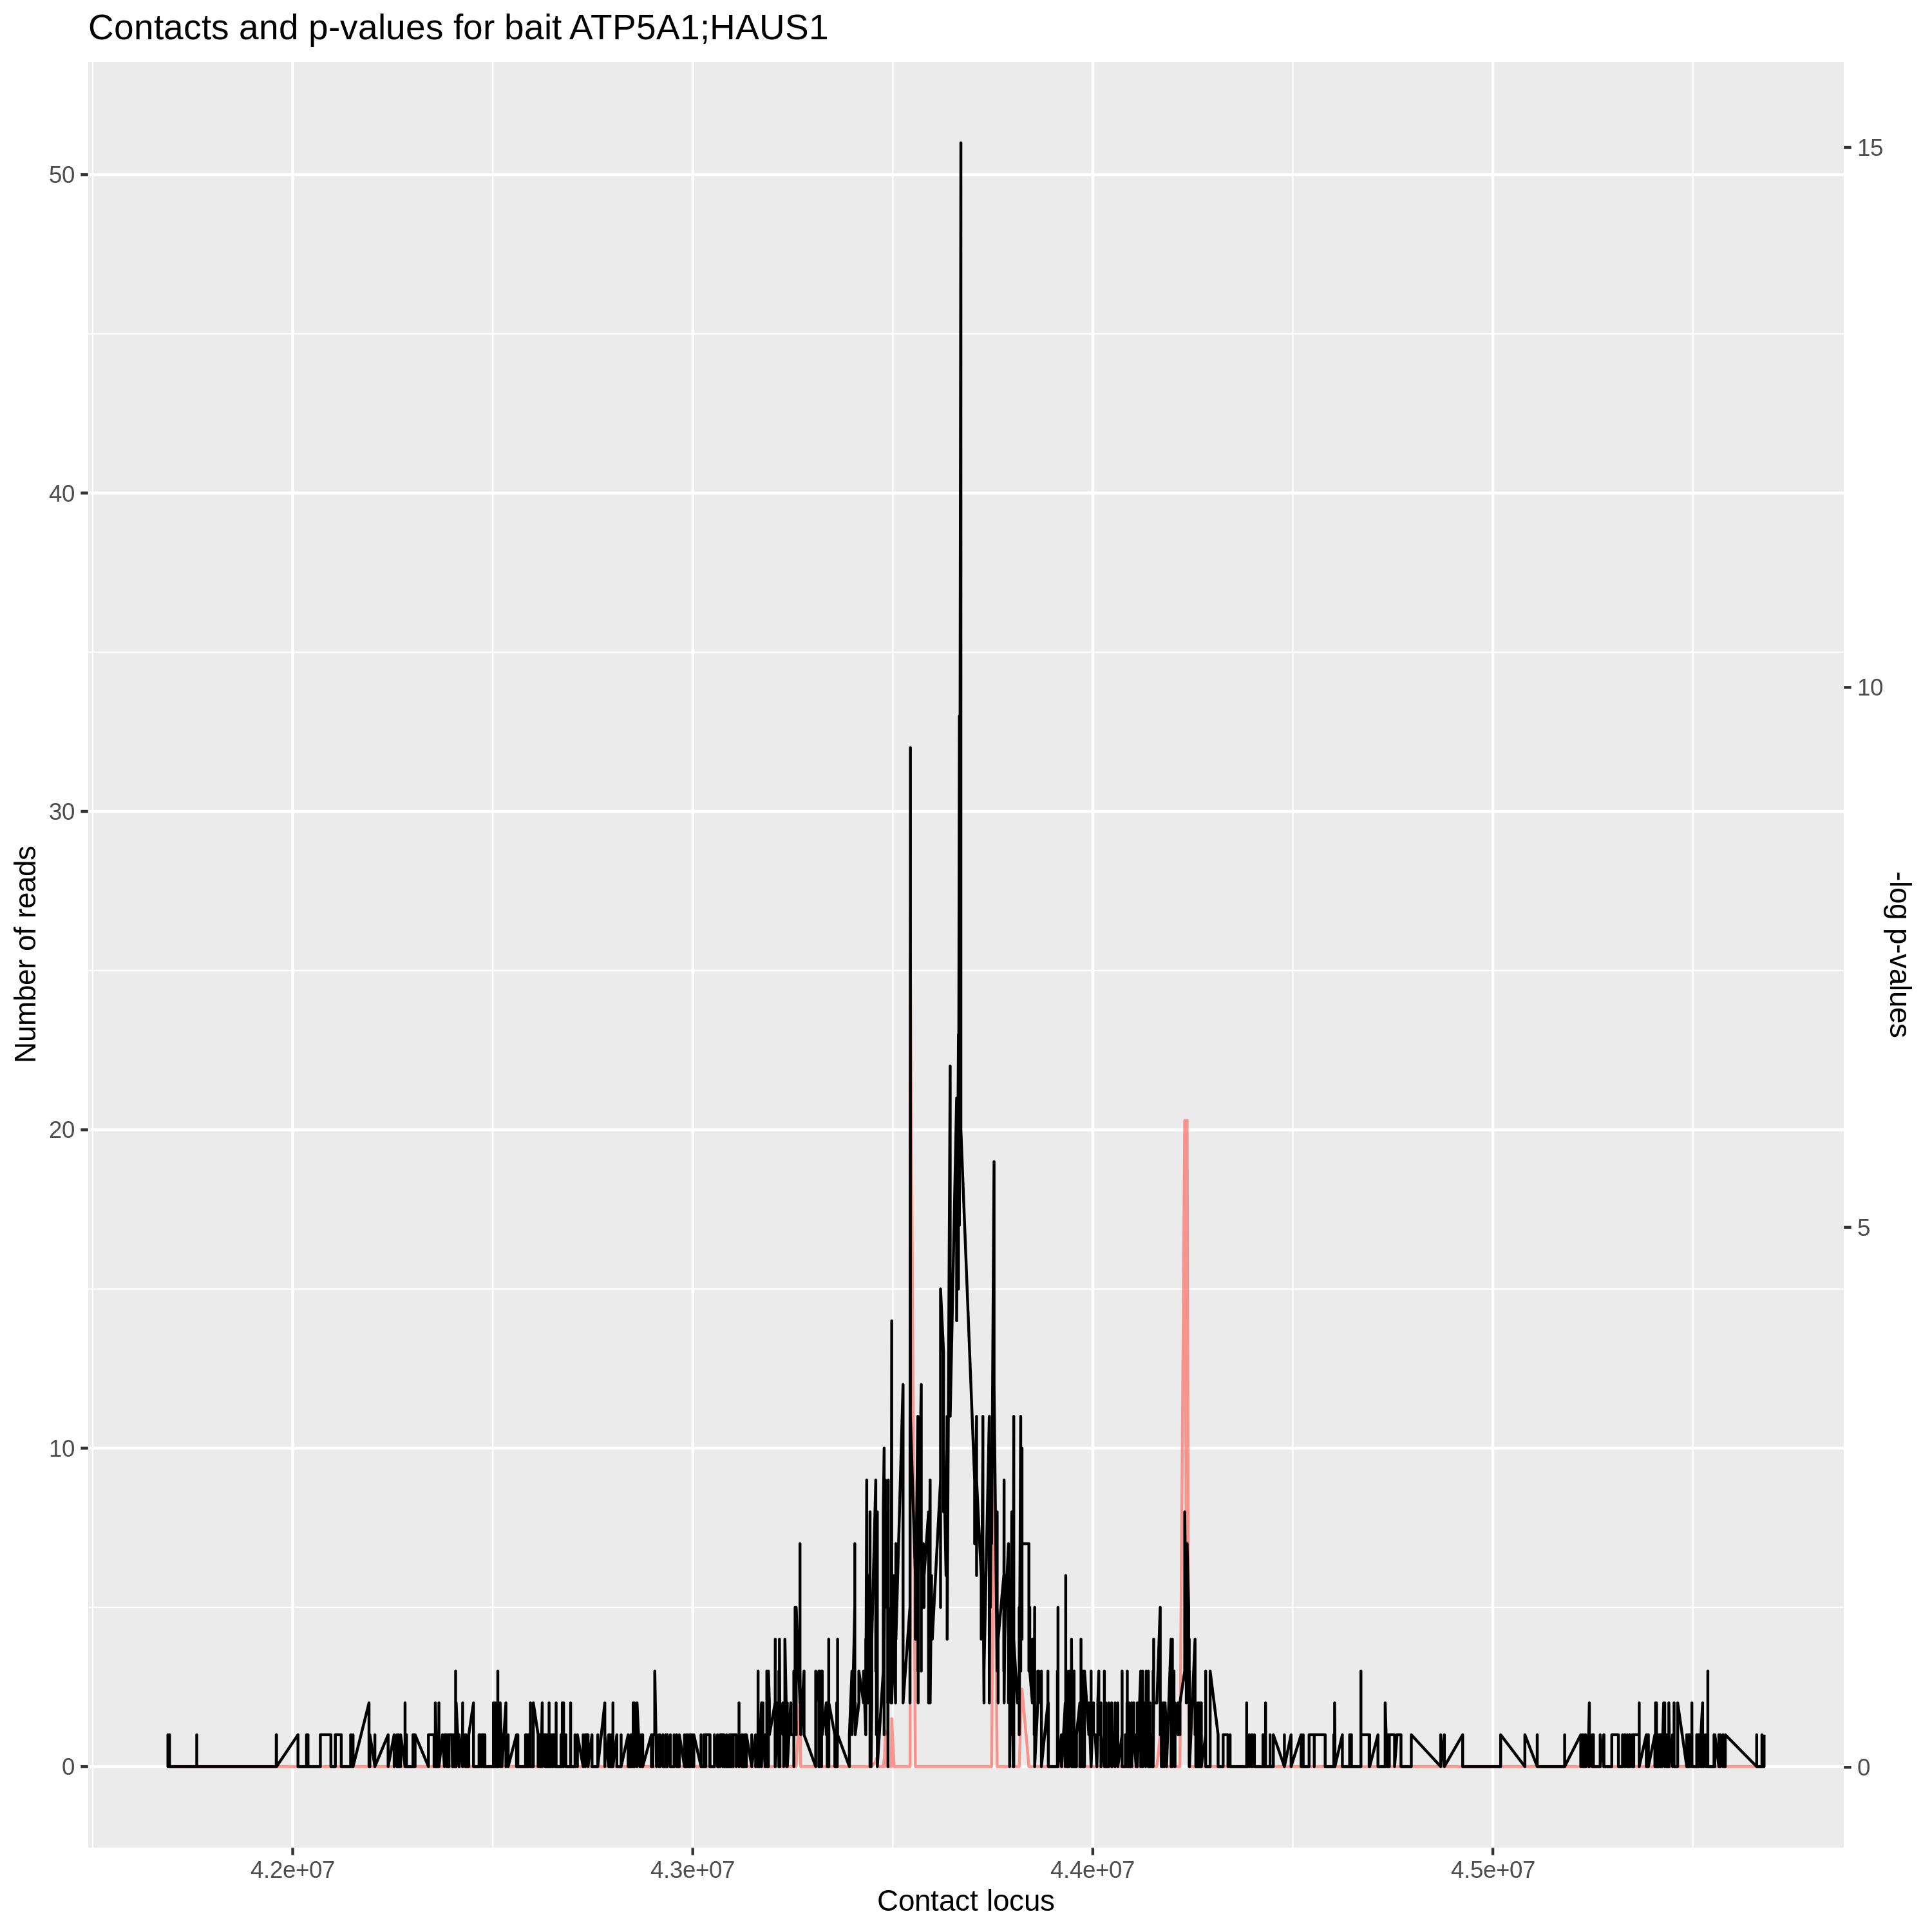 Contacts and p-values for bait ATP5A1;HAUS1
50
40
30
20
10
0
Number of reads
15
10
5
0
-log p-values
4.2e+07
4.3e+07
4.4e+07
4.5e+07
Contact locus